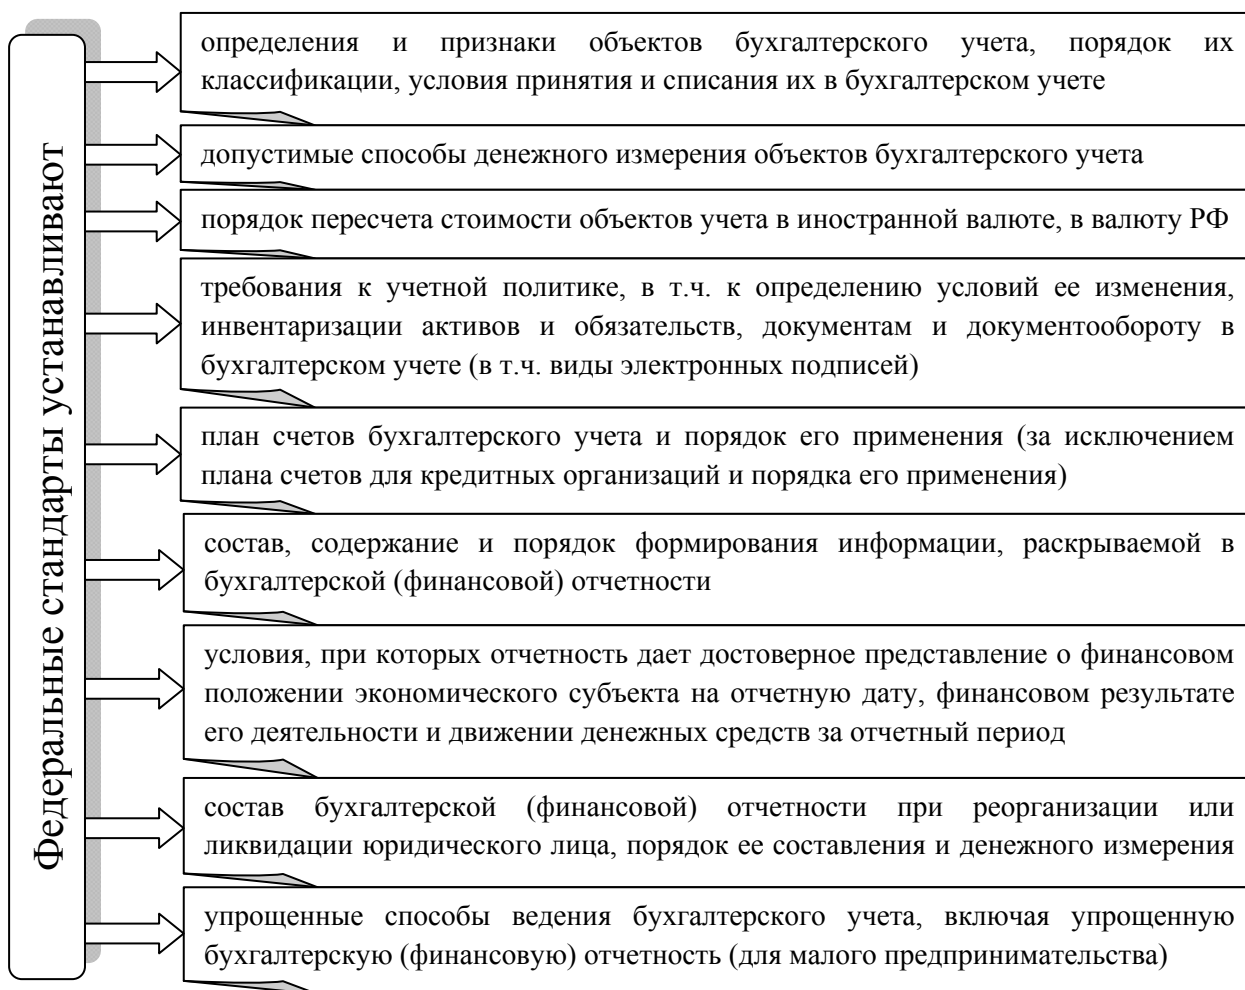 Федеральные стандарты устанавливают
определения и признаки объектов бухгалтерского учета, порядок их
классификации, условия принятия и списания их в бухгалтерском учете
допустимые способы денежного измерения объектов бухгалтерского учета
порядок пересчета стоимости объектов учета в иностранной валюте, в валюту РФ
требования к учетной политике, в т.ч. к определению условий ее изменения,
инвентаризации активов и обязательств, документам и документообороту в
бухгалтерском учете (в т.ч. виды электронных подписей)
план счетов бухгалтерского учета и порядок его применения (за исключением
плана счетов для кредитных организаций и порядка его применения)
состав, содержание и порядок формирования информации, раскрываемой в
бухгалтерской (финансовой) отчетности
условия, при которых отчетность дает достоверное представление о финансовом
положении экономического субъекта на отчетную дату, финансовом результате
его деятельности и движении денежных средств за отчетный период
состав бухгалтерской (финансовой) отчетности при реорганизации или
ликвидации юридического лица, порядок ее составления и денежного измерения
упрощенные способы ведения бухгалтерского учета, включая упрощенную
бухгалтерскую (финансовую) отчетность (для малого предпринимательства)